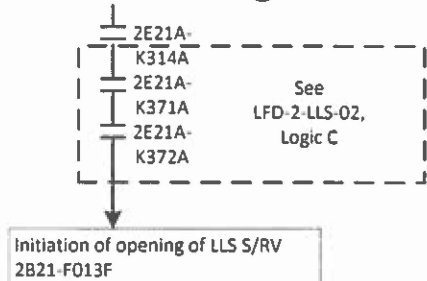 2E21A-
K314A
2E21A-
K371A
2E21A-
K372A
See
LFD-2-LLS-02,
Logic C
Initiation of opening of LLS S/RV
2B21-F013F